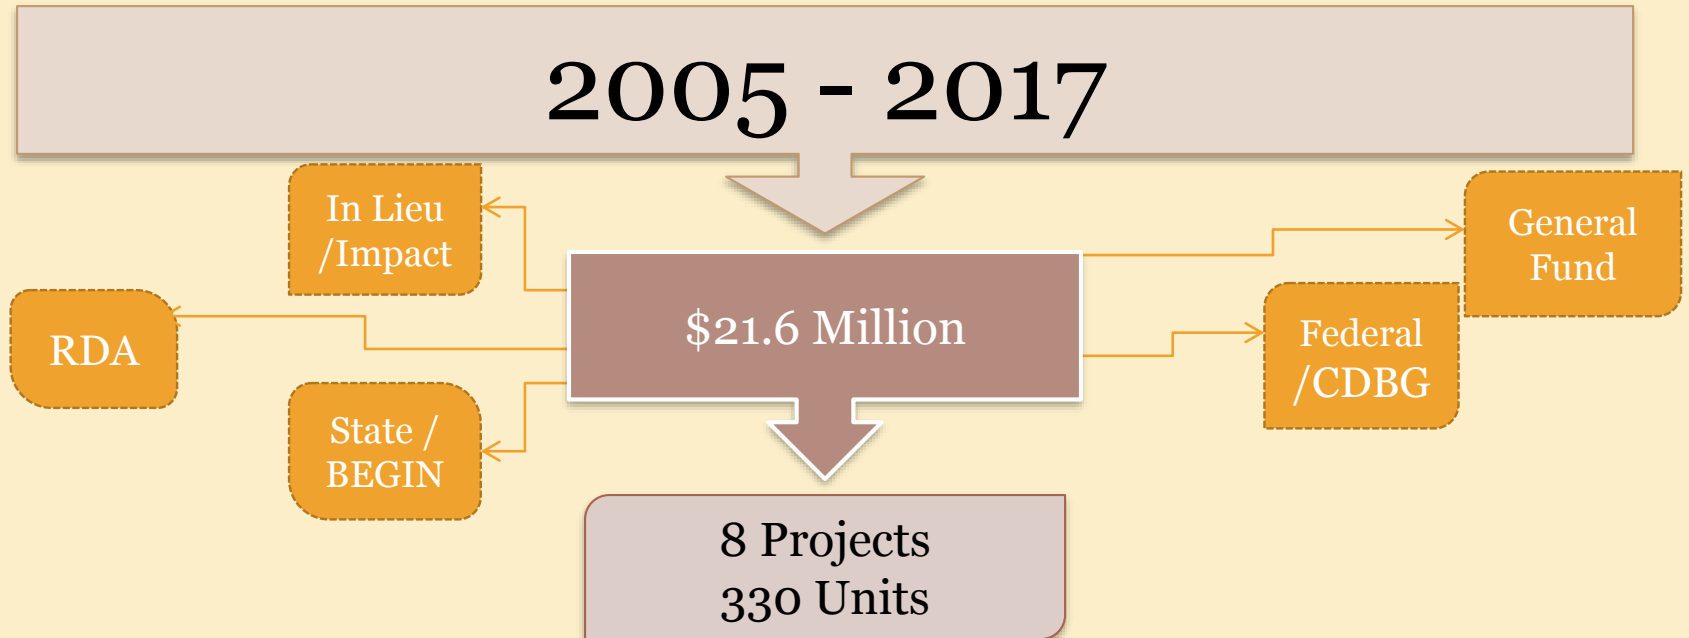 2005 - 2017
In Lieu
/Impact
General
Fund
$21.6 Million
RDA
Federal
/CDBG
State /
BEGIN
8 Projects
330 Units